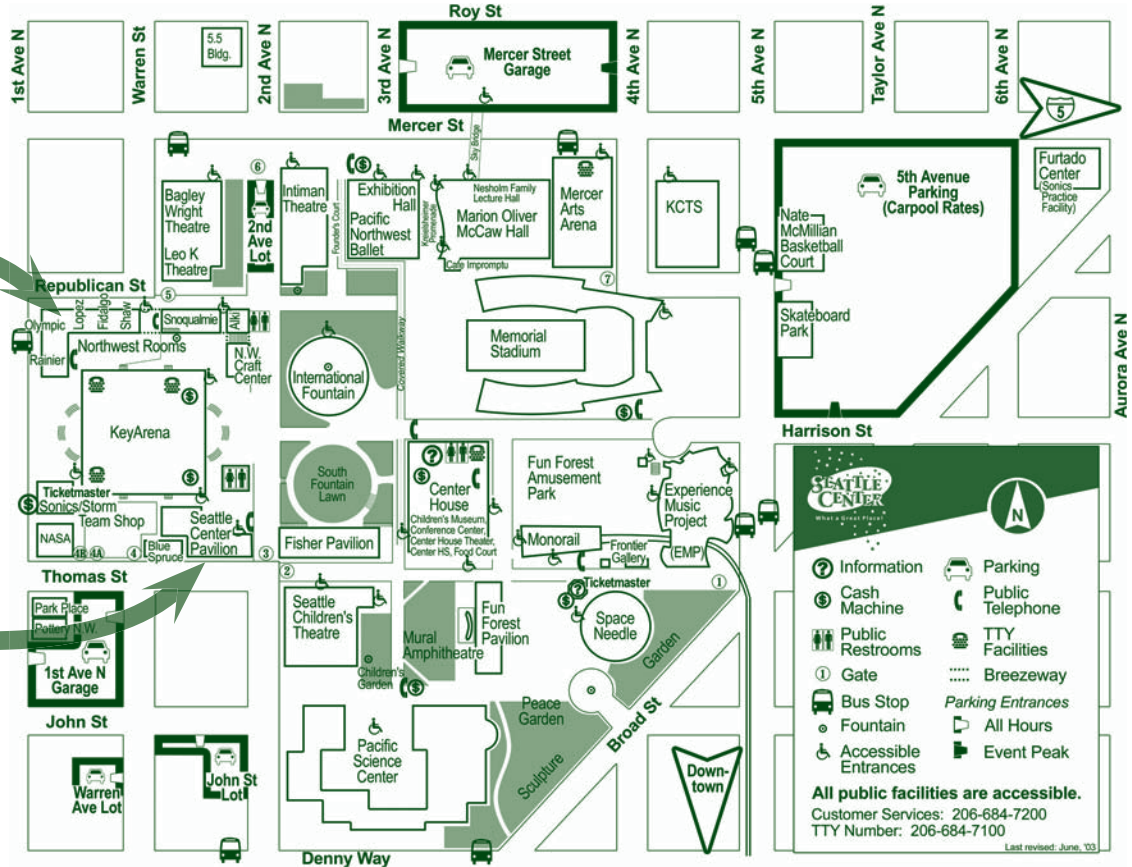 Roy St
1st Ave N
Warren St
2nd Ave N
3rd Ave N
4th Ave N
5th Ave N
Taylor Ave N
6th Ave N
5.5
Bldg.
Mercer Street
Garage
5
Mercer St
Sky Bridge
6
Bagley
Wright
Theatre
Leo K
Theatre
2nd
Ave
Lot
Intiman
Theatre
Founder's Court
$
Exhibition
Hall
Pacific
Northwest
Ballet
Kreielsheimer
Promenade
Nesholm Family
Lecture Hall
Marion Oliver
McCaw Hall
Cafe Impromptu
Mercer
Arts
Arena
KCTS
5th Avenue
Parking
(Carpool Rates)
Furtado
Center
(Sonics
Practice
Facility)
Nate
McMillian
Basketball
Court
Skateboard
Park
7
Republican St
5
Olympic
Lopez
Fidalgo
Shaw
Snoqualmie
Alki
Rainier
Northwest Rooms
N.W.
Craft
Center
International
Fountain
Covered Walkway
Memorial
Stadium
Aurora Ave N
$
KeyArena
$
$
Harrison St
South
Fountain
Lawn
?
$
Center
House
Children's Museum,
Conference Center,
Center House Theater,
Center HS, Food Court
Fun Forest
Amusement
Park
Experience
Music
Project
(EMP)
Monorail
Frontier
Gallery
$
Ticketmaster
Sonics/Storm
Team Shop
NASA
4B
4A
4
Blue
Spruce
Seattle
Center
Pavilion
3
Fisher Pavilion
2
Thomas St
Park Place
Pottery N.W.
1st Ave N
Garage
Seattle
Children's
Theatre
Mural
Amphitheatre
Fun
Forest
Pavilion
Ticketmaster
?
$
Space
Needle
1
Garden
Children's
Garden
$
John St
Warren
Ave Lot
John St
Lot
Pacific
Science
Center
Peace
Garden
Sculpture
Broad St
Down-
town
Denny Way
SEATTLE
CENTER
What a Great Place!
N
? Information
$ Cash
Machine
Public
Restrooms
1 Gate
Bus Stop
Fountain
Accessible
Entrances
Parking
Public
Telephone
TTY
Facilities
Breezeway
Parking Entrances
All Hours
Event Peak
All public facilities are accessible.
Customer Services: 206-684-7200
TTY Number: 206-684-7100
Last revised: June, '03